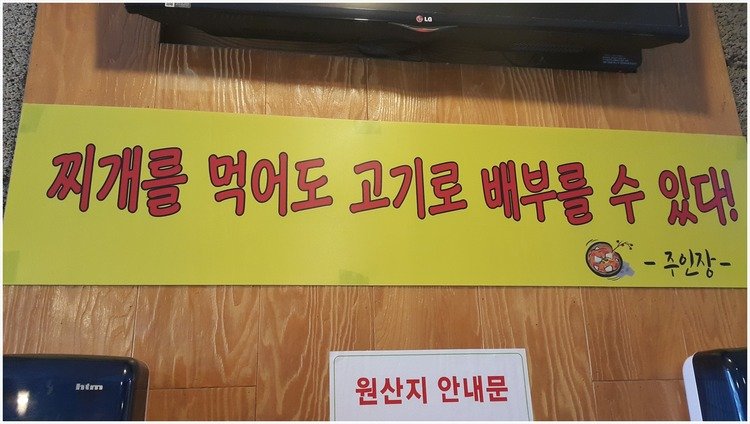 LG
찌개를 먹어도 고기로 배부를 수 있다!
- 주인장 -
htm
원산지 안내문